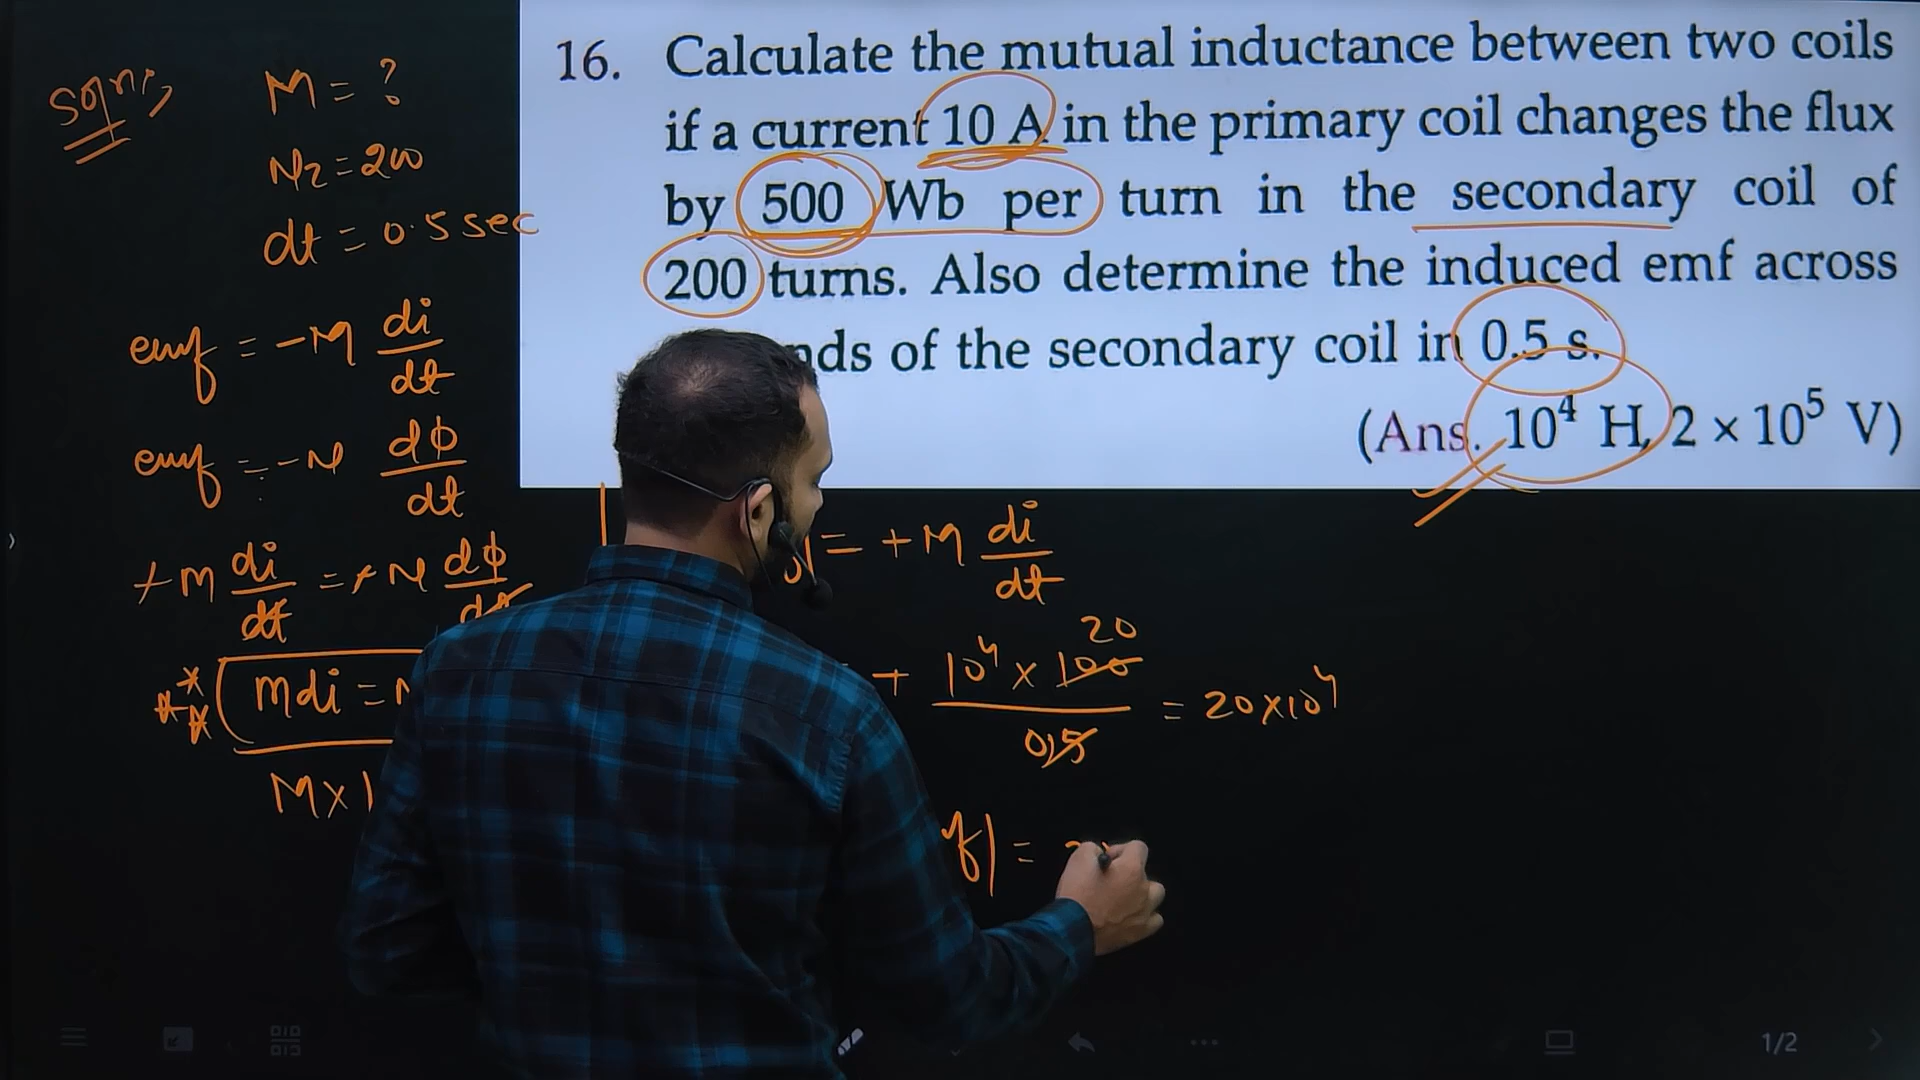 16. Calculate the mutual inductance between two coils
if a current 10 A in the primary coil changes the flux
by 500 Wb per turn in the secondary coil of
200 turns. Also determine the induced emf across
nds of the secondary coil in 0.5 s.
(Ans. 10⁴ H, 2 × 10⁵ V)
Soln,
M = ?
N₂ = 200
dt = 0.5 sec
emf = -M di/dt
emf = -N dφ/dt
+M di/dt = +N dφ/dt
Mdi = N
M×1
= +M di/dt
+ 10⁴ × 100 / 0.5 = 20×10⁴
20
f| =
1/2